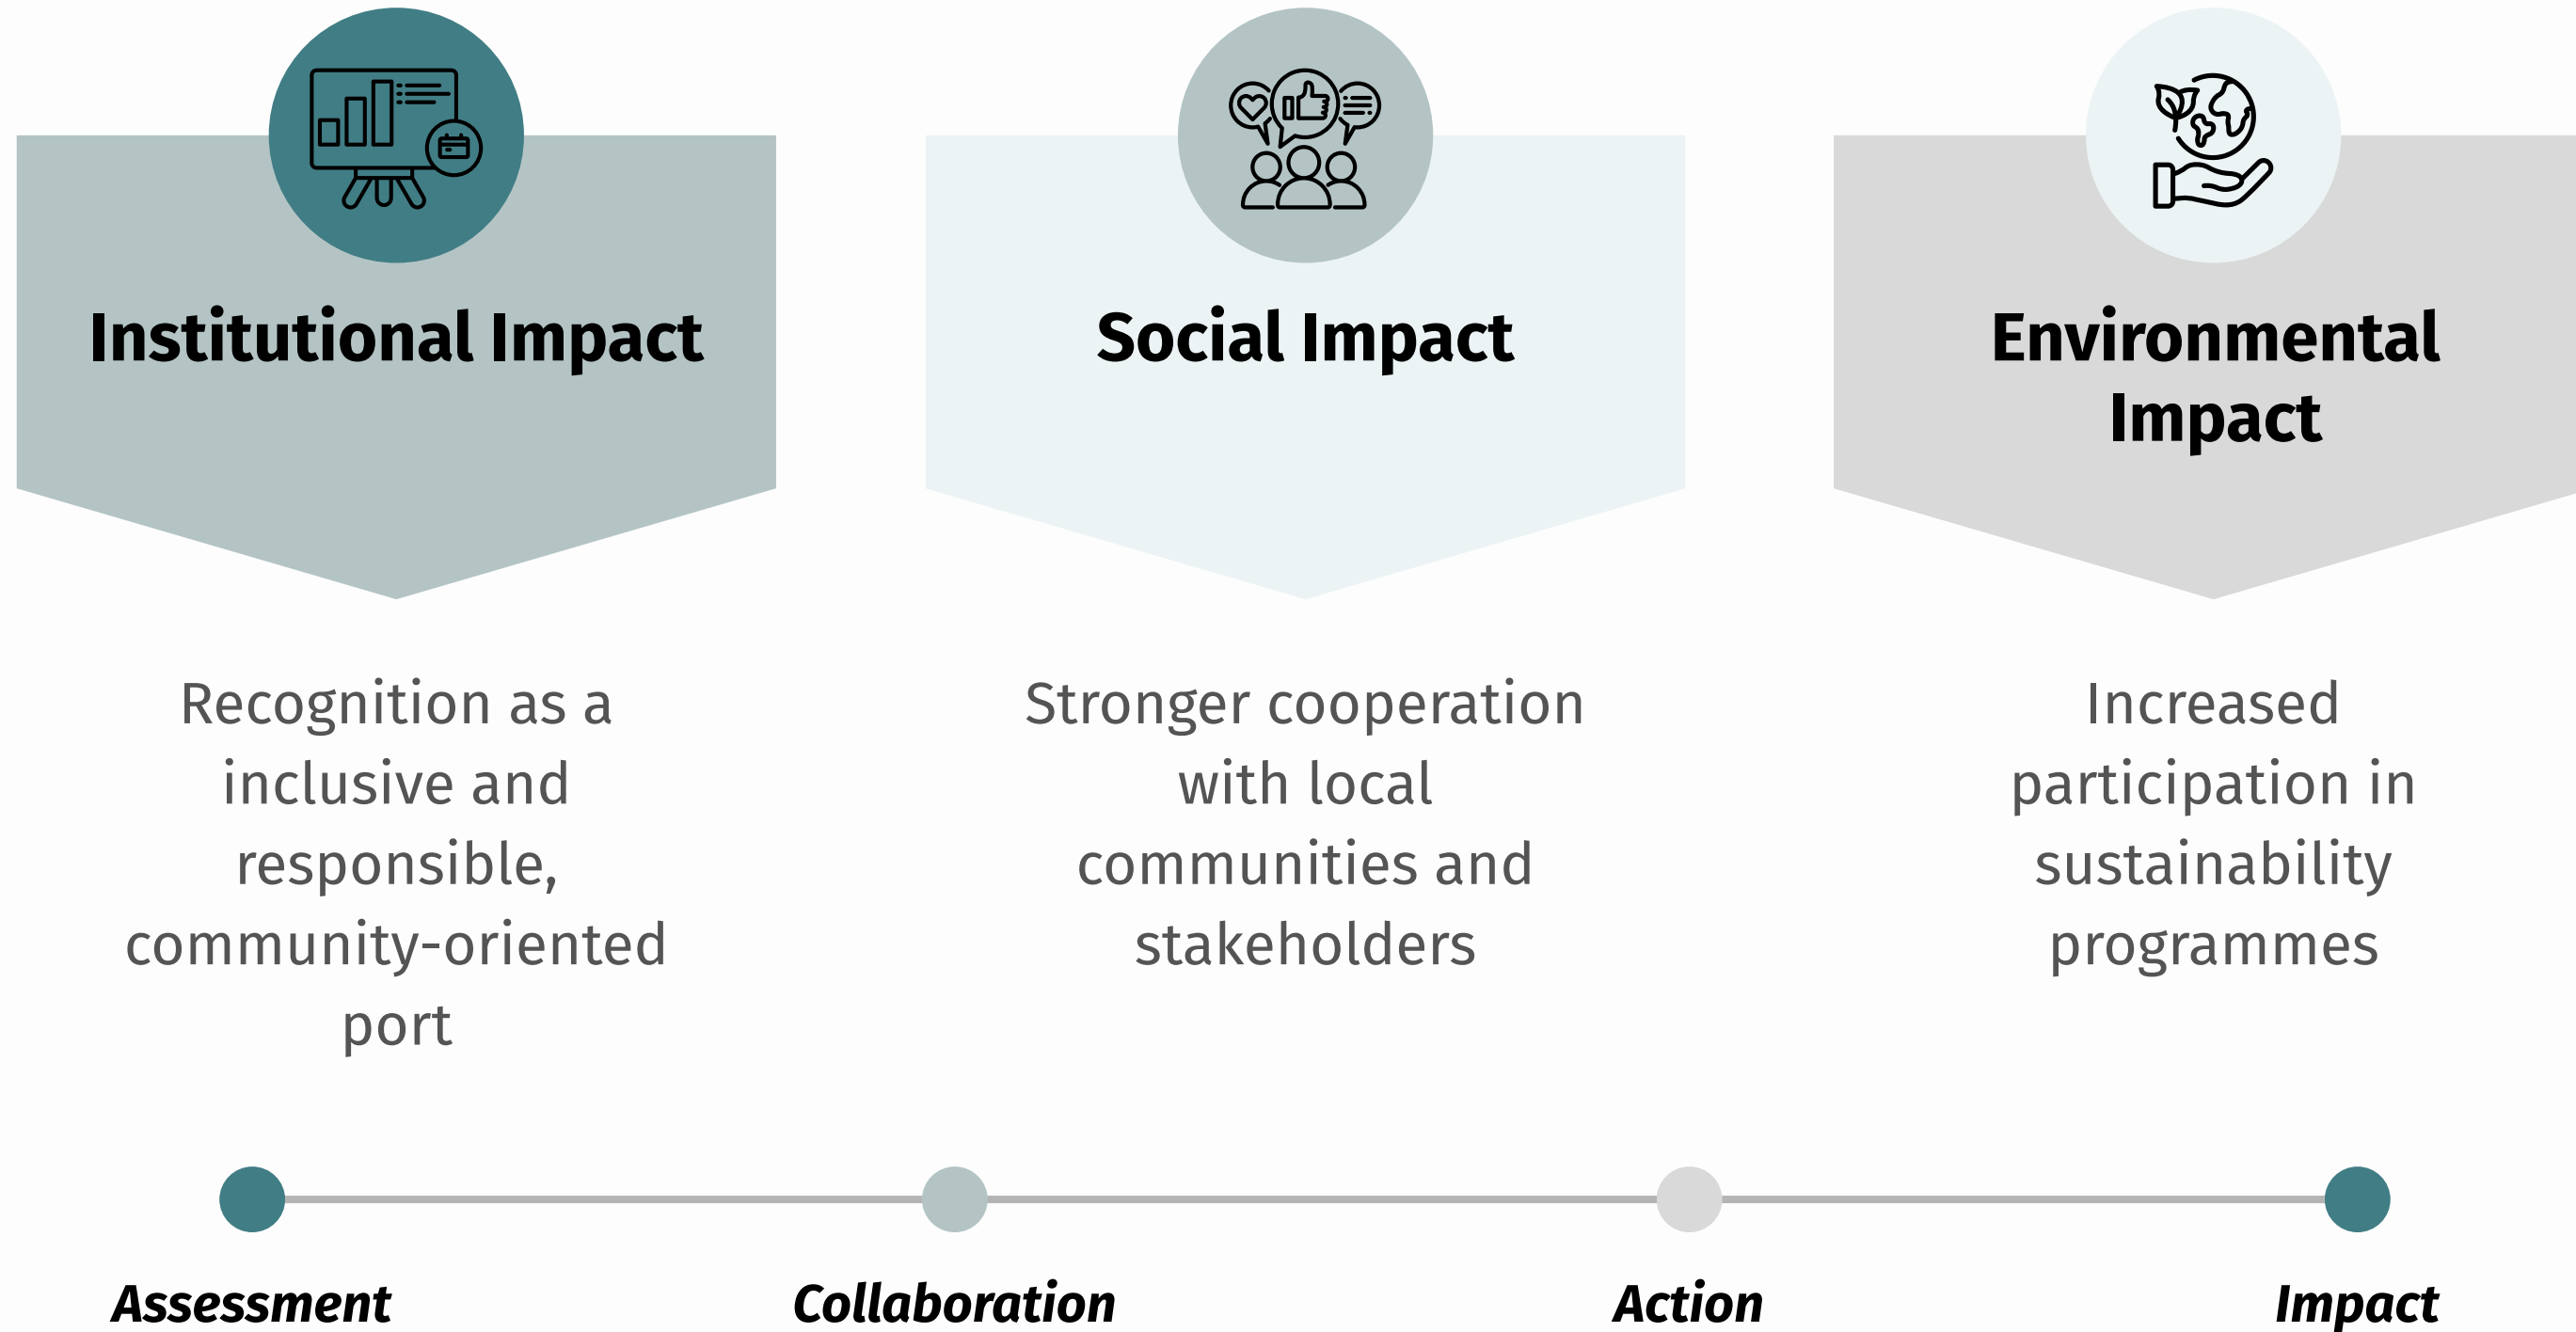 Institutional Impact
Recognition as a
inclusive and
responsible,
community-oriented
port
Social Impact
Stronger cooperation
with local
communities and
stakeholders
Environmental
Impact
Increased
participation in
sustainability
programmes
Assessment
Collaboration
Action
Impact